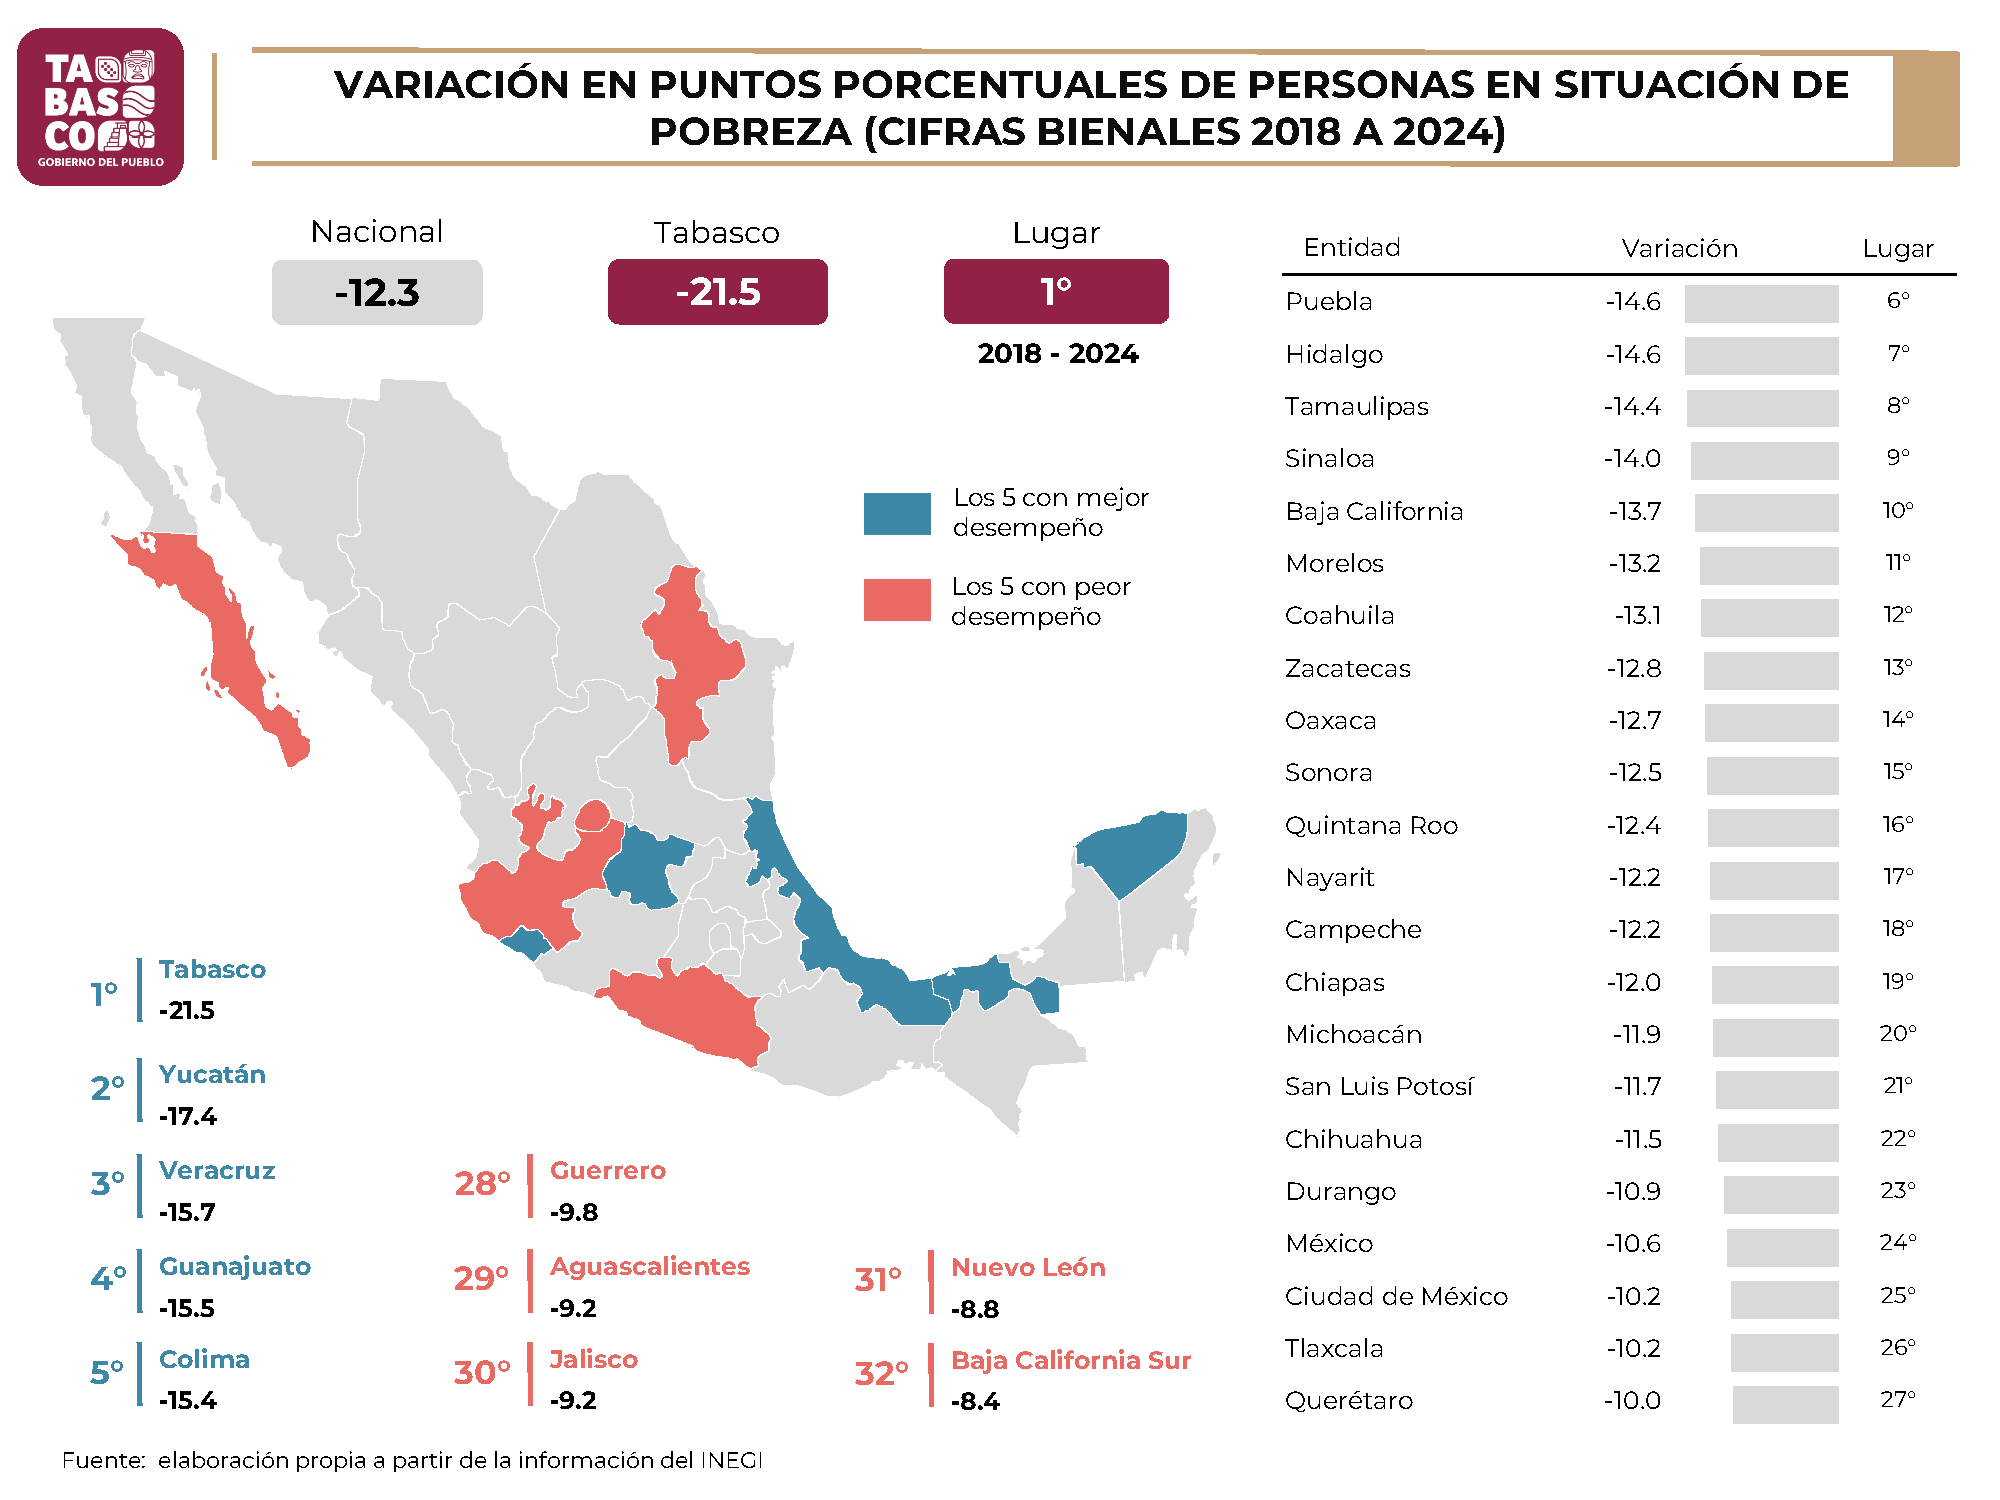 TA
BAS
CO
GOBIERNO DEL PUEBLO
VARIACIÓN EN PUNTOS PORCENTUALES DE PERSONAS EN SITUACIÓN DE
POBREZA (CIFRAS BIENALES 2018 A 2024)
Nacional
-12.3
Tabasco
-21.5
Lugar
1°
2018 - 2024
Los 5 con mejor
desempeño
Los 5 con peor
desempeño
1° Tabasco
-21.5
2° Yucatán
-17.4
3° Veracruz
-15.7
4° Guanajuato
-15.5
5° Colima
-15.4
28° Guerrero
-9.8
29° Aguascalientes
-9.2
30° Jalisco
-9.2
31° Nuevo León
-8.8
32° Baja California Sur
-8.4
Entidad Variación Lugar
Puebla -14.6 6°
Hidalgo -14.6 7°
Tamaulipas -14.4 8°
Sinaloa -14.0 9°
Baja California -13.7 10°
Morelos -13.2 11°
Coahuila -13.1 12°
Zacatecas -12.8 13°
Oaxaca -12.7 14°
Sonora -12.5 15°
Quintana Roo -12.4 16°
Nayarit -12.2 17°
Campeche -12.2 18°
Chiapas -12.0 19°
Michoacán -11.9 20°
San Luis Potosí -11.7 21°
Chihuahua -11.5 22°
Durango -10.9 23°
México -10.6 24°
Ciudad de México -10.2 25°
Tlaxcala -10.2 26°
Querétaro -10.0 27°
Fuente: elaboración propia a partir de la información del INEGI